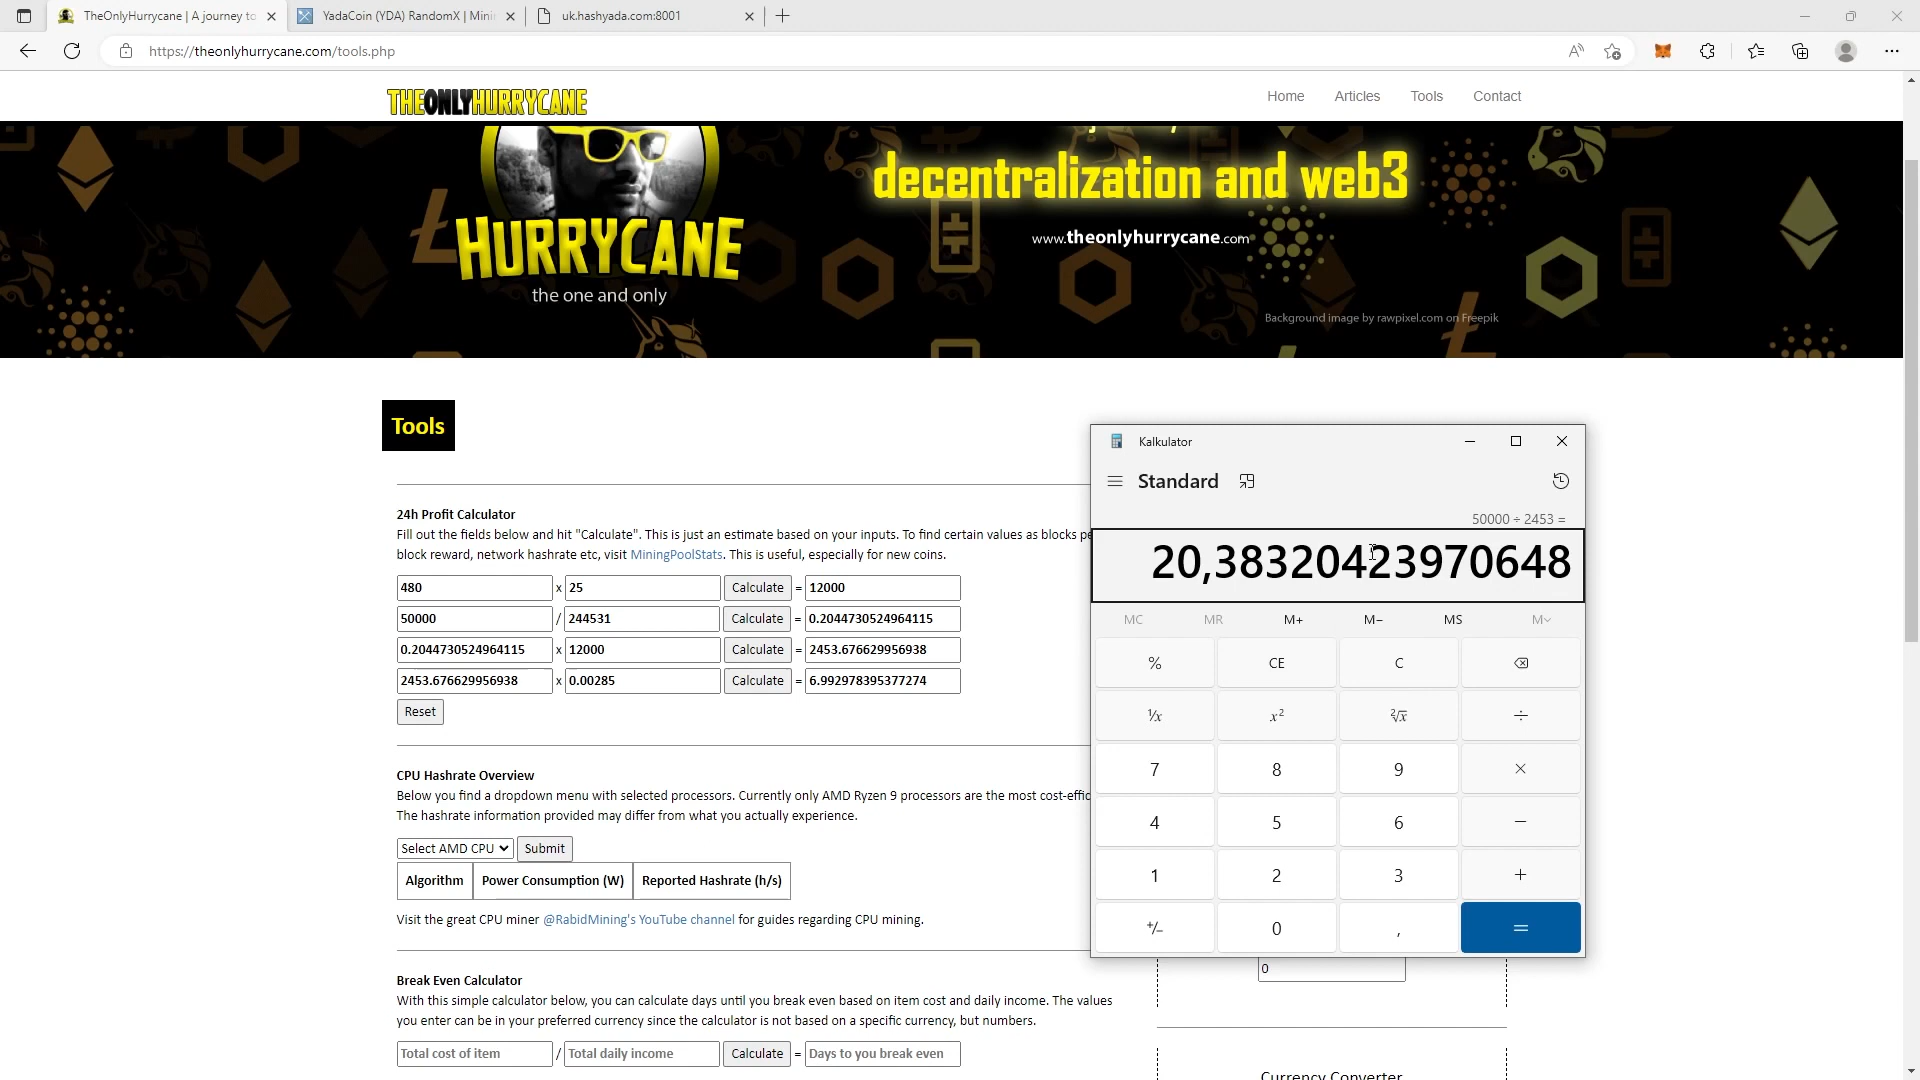 TheOnlyHurrycane | A journey to
YadaCoin (YDA) RandomX | Mini
uk.hashyada.com:8001
https://theonlyhurrycane.com/tools.php
THEONLYHURRYCANE
Home
Articles
Tools
Contact
decentralization and web3
www.theonlyhurrycane.com
HURRYCANE
the one and only
Background image by rawpixel.com on Freepik
Tools
24h Profit Calculator
Fill out the fields below and hit "Calculate". This is just an estimate based on your inputs. To find certain values as blocks pe
block reward, network hashrate etc, visit MiningPoolStats. This is useful, especially for new coins.
480 x 25 Calculate = 12000
50000 / 244531 Calculate = 0.2044730524964115
0.2044730524964115 x 12000 Calculate = 2453.676629956938
2453.676629956938 x 0.00285 Calculate = 6.992978395377274
Reset
CPU Hashrate Overview
Below you find a dropdown menu with selected processors. Currently only AMD Ryzen 9 processors are the most cost-effic
The hashrate information provided may differ from what you actually experience.
Select AMD CPU Submit
Algorithm Power Consumption (W) Reported Hashrate (h/s)
Visit the great CPU miner @RabidMining's YouTube channel for guides regarding CPU mining.
Break Even Calculator
With this simple calculator below, you can calculate days until you break even based on item cost and daily income. The values
you enter can be in your preferred currency since the calculator is not based on a specific currency, but numbers.
Total cost of item / Total daily income Calculate = Days to you break even
Kalkulator
Standard
50000 ÷ 2453 =
20,38320423970648
MC MR M+ M− MS M
% CE C
¹⁄x x² ²√x ÷
7 8 9 ×
4 5 6 −
1 2 3 +
+/− 0 , =
0
Currency Converter